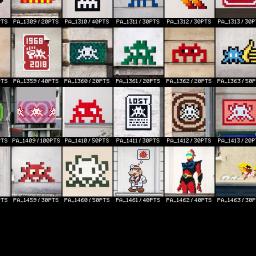 PA_1309/20PTS PA_1310/40PTS PA_1311/30PTS PA_1312/30PTS PA_1313/30PTS
1968
2018
PA_1359/40PTS PA_1360/20PTS PA_1361/20PTS PA_1362/20PTS PA_1363/50PTS
LOST
PA_1409/100PTS PA_1410/50PTS PA_1411/30PTS PA_1412/30PTS PA_1413/20PTS
PA_1459/30PTS PA_1460/50PTS PA_1461/40PTS PA_1462/40PTS PA_1463/30PTS